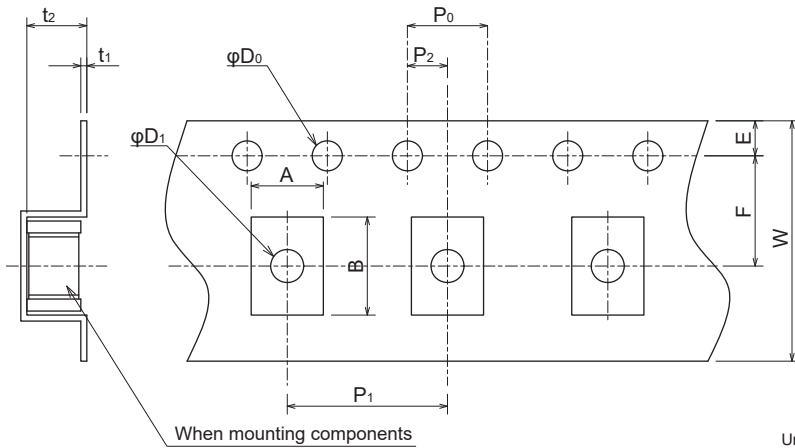 t2
P0
P2
t1
φD0
φD1
E
A
F
W
B
P1
When mounting components